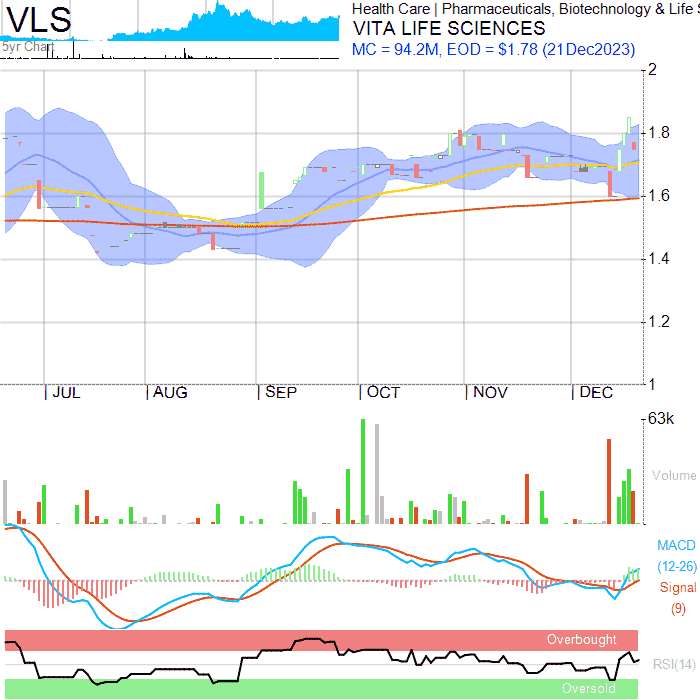 VLS
5yr Chart
Health Care | Pharmaceuticals, Biotechnology & Life S
VITA LIFE SCIENCES
MC = 94.2M, EOD = $1.78 (21Dec2023)
2
1.8
1.6
1.4
1.2
1
JUL AUG SEP OCT NOV DEC
63k
Volume
MACD
(12-26)
Signal
(9)
Overbought
RSI(14)
Oversold